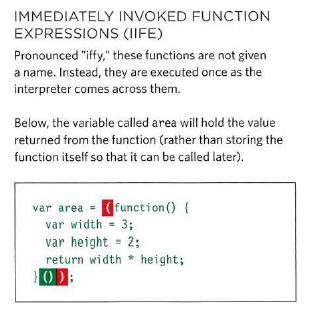 IMMEDIATELY INVOKED FUNCTION
EXPRESSIONS (IIFE)
Pronounced "iffy," these functions are not given
a name. Instead, they are executed once as the
interpreter comes across them.
Below, the variable called area will hold the value
returned from the function (rather than storing the
function itself so that it can be called later).
var area = (function() {
var width = 3;
var height = 2;
return width * height;
}());